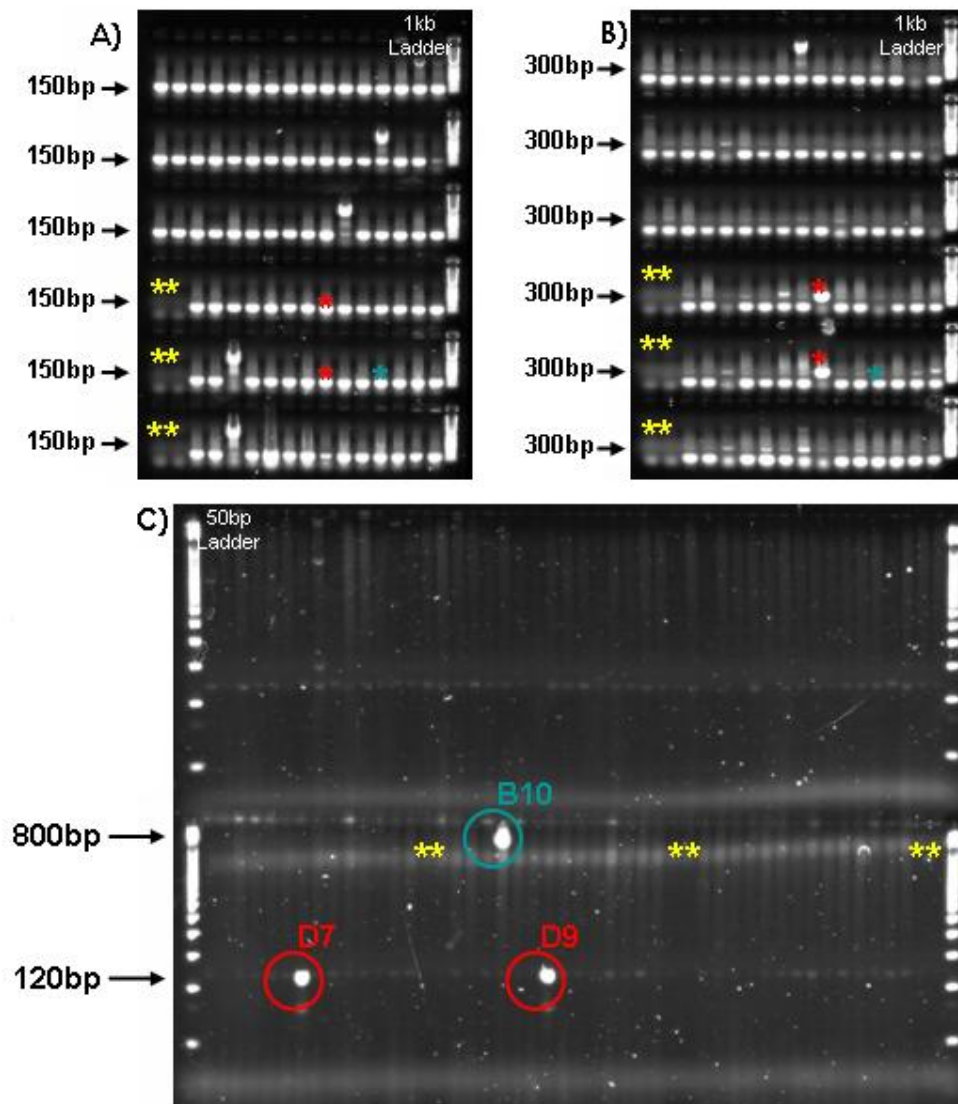 A)
1kb
Ladder
150bp
150bp
150bp
**
150bp
*
**
150bp
*
*
**
150bp
B)
1kb
Ladder
300bp
300bp
300bp
**
300bp
*
**
300bp
*
*
**
300bp
C)
50bp
Ladder
B10
800bp
**
**
**
D7
D9
120bp